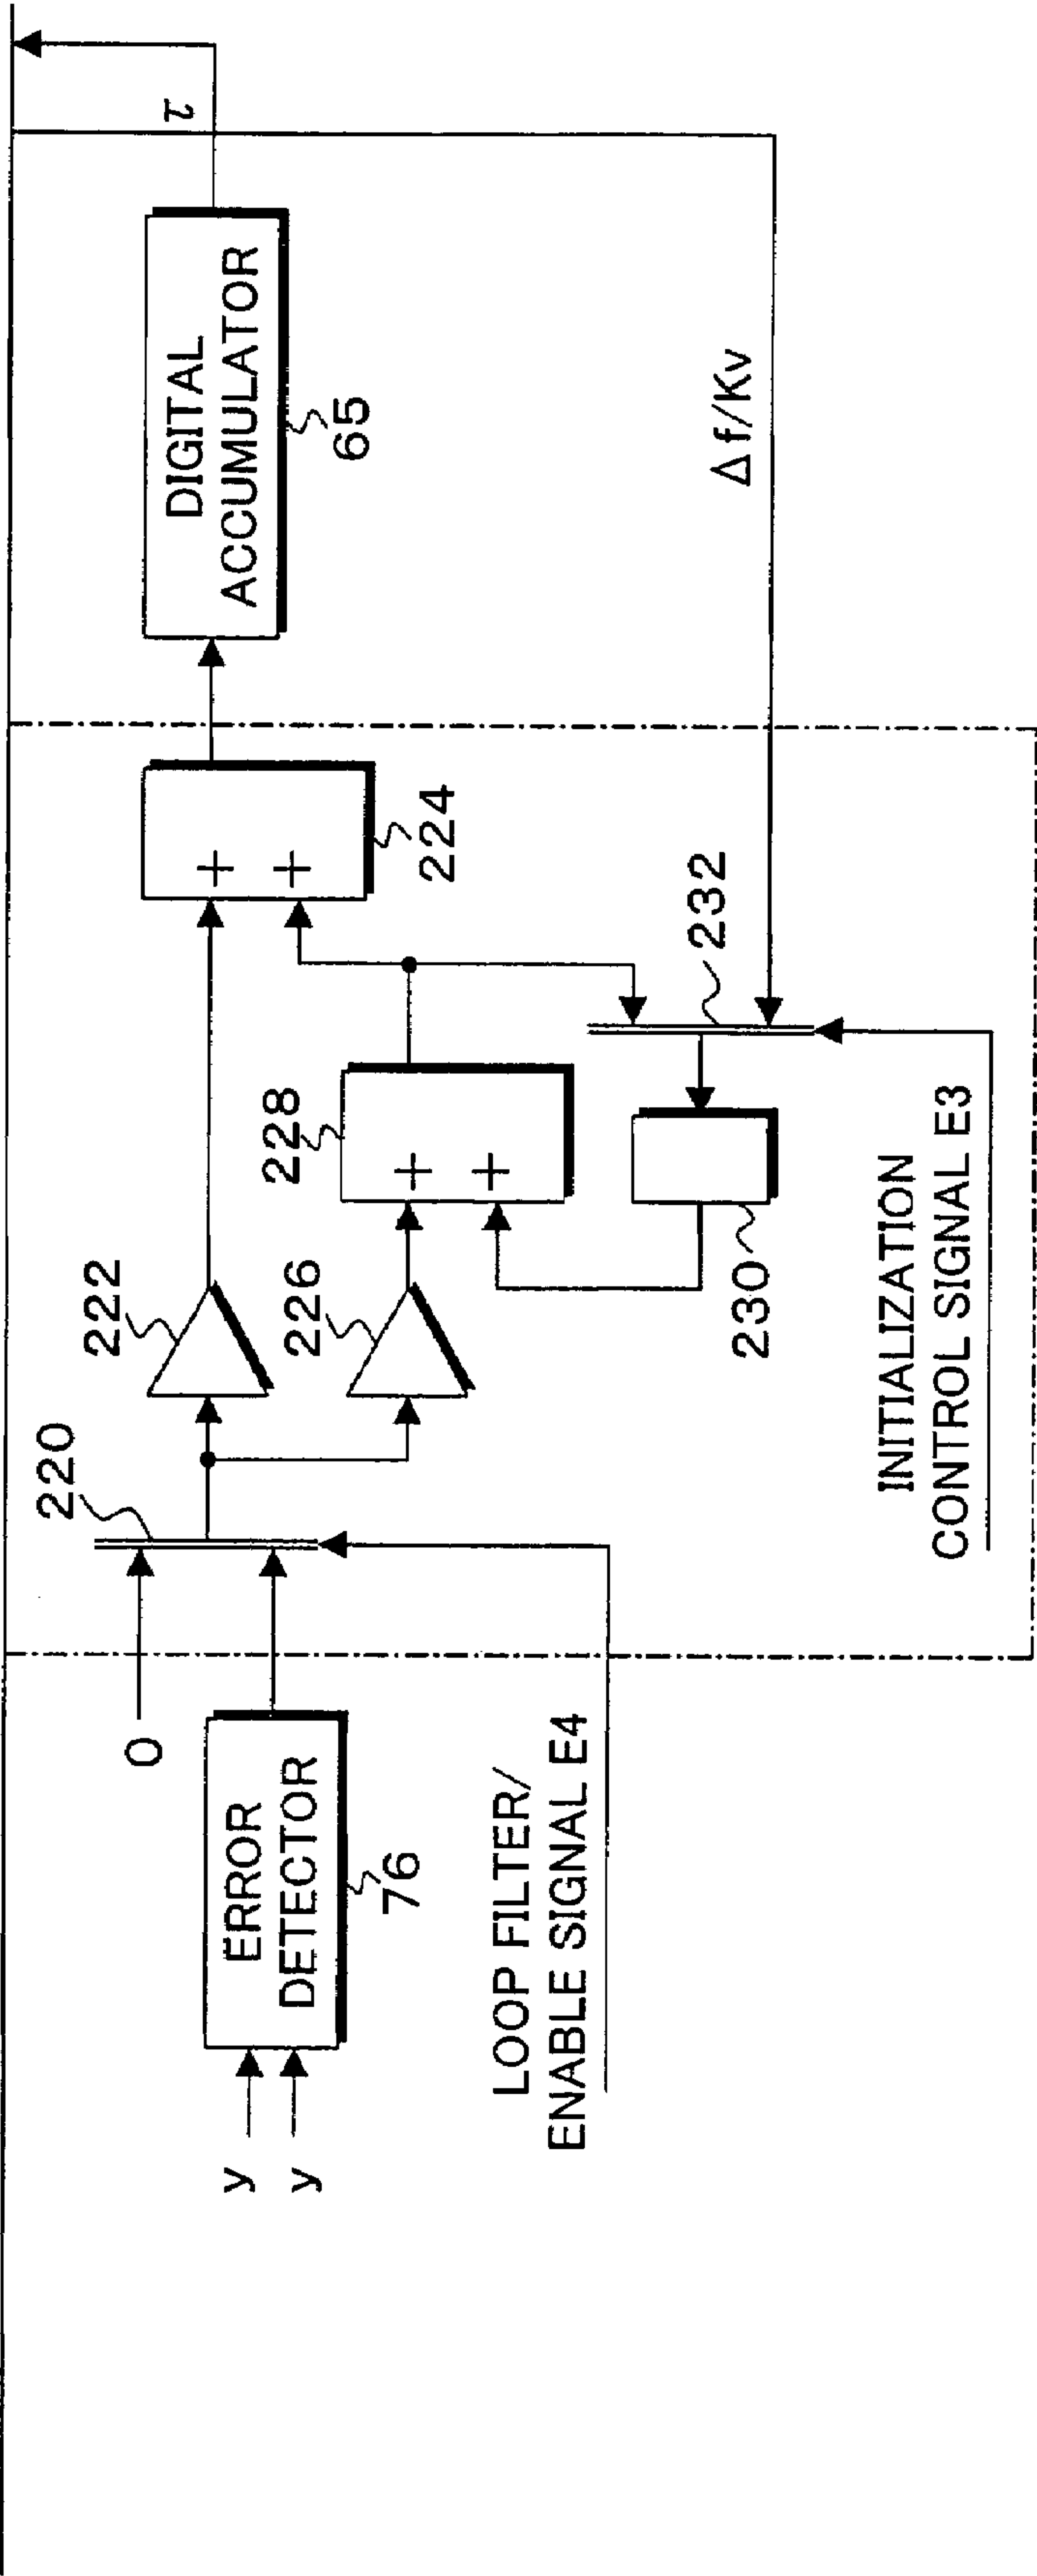 y
y
ERROR
DETECTOR
76
0
LOOP FILTER/
ENABLE SIGNAL E4
220
222
226
228
230
232
224
INITIALIZATION
CONTROL SIGNAL E3
DIGITAL
ACCUMULATOR
65
Δf/Kv
τ
+
+
+
+